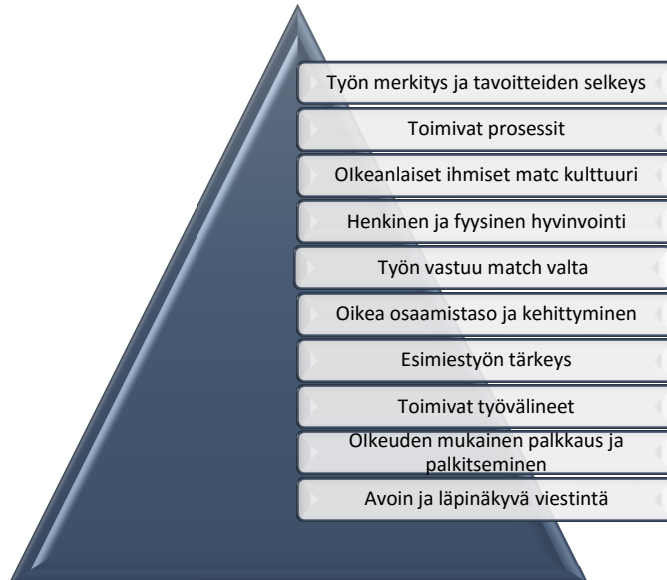 Työn merkitys ja tavoitteiden selkeys
Toimivat prosessit
OIkeanlaiset ihmiset matc kulttuuri
Henkinen ja fyysinen hyvinvointi
Työn vastuu match valta
Oikea osaamistaso ja kehittyminen
Esimiestyön tärkeys
Toimivat työvälineet
OIkeuden mukainen palkkaus ja
palkitseminen
Avoin ja läpinäkyvä viestintä